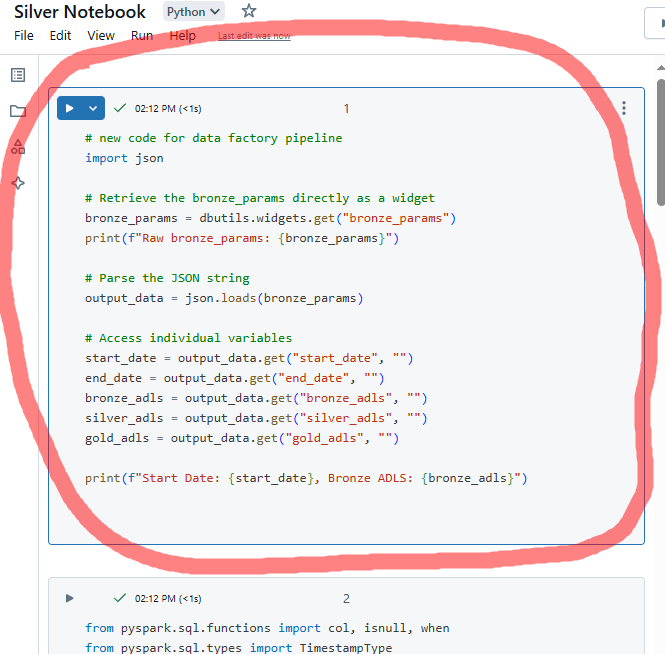 Silver Notebook Python
File Edit View Run Help Last edit was now
02:12 PM (<1s) 1
# new code for data factory pipeline
import json
# Retrieve the bronze_params directly as a widget
bronze_params = dbutils.widgets.get("bronze_params")
print(f"Raw bronze_params: {bronze_params}")
# Parse the JSON string
output_data = json.loads(bronze_params)
# Access individual variables
start_date = output_data.get("start_date", "")
end_date = output_data.get("end_date", "")
bronze_adls = output_data.get("bronze_adls", "")
silver_adls = output_data.get("silver_adls", "")
gold_adls = output_data.get("gold_adls", "")
print(f"Start Date: {start_date}, Bronze ADLS: {bronze_adls}")
02:12 PM (<1s) 2
from pyspark.sql.functions import col, isnull, when
from pyspark.sql.types import TimestampType